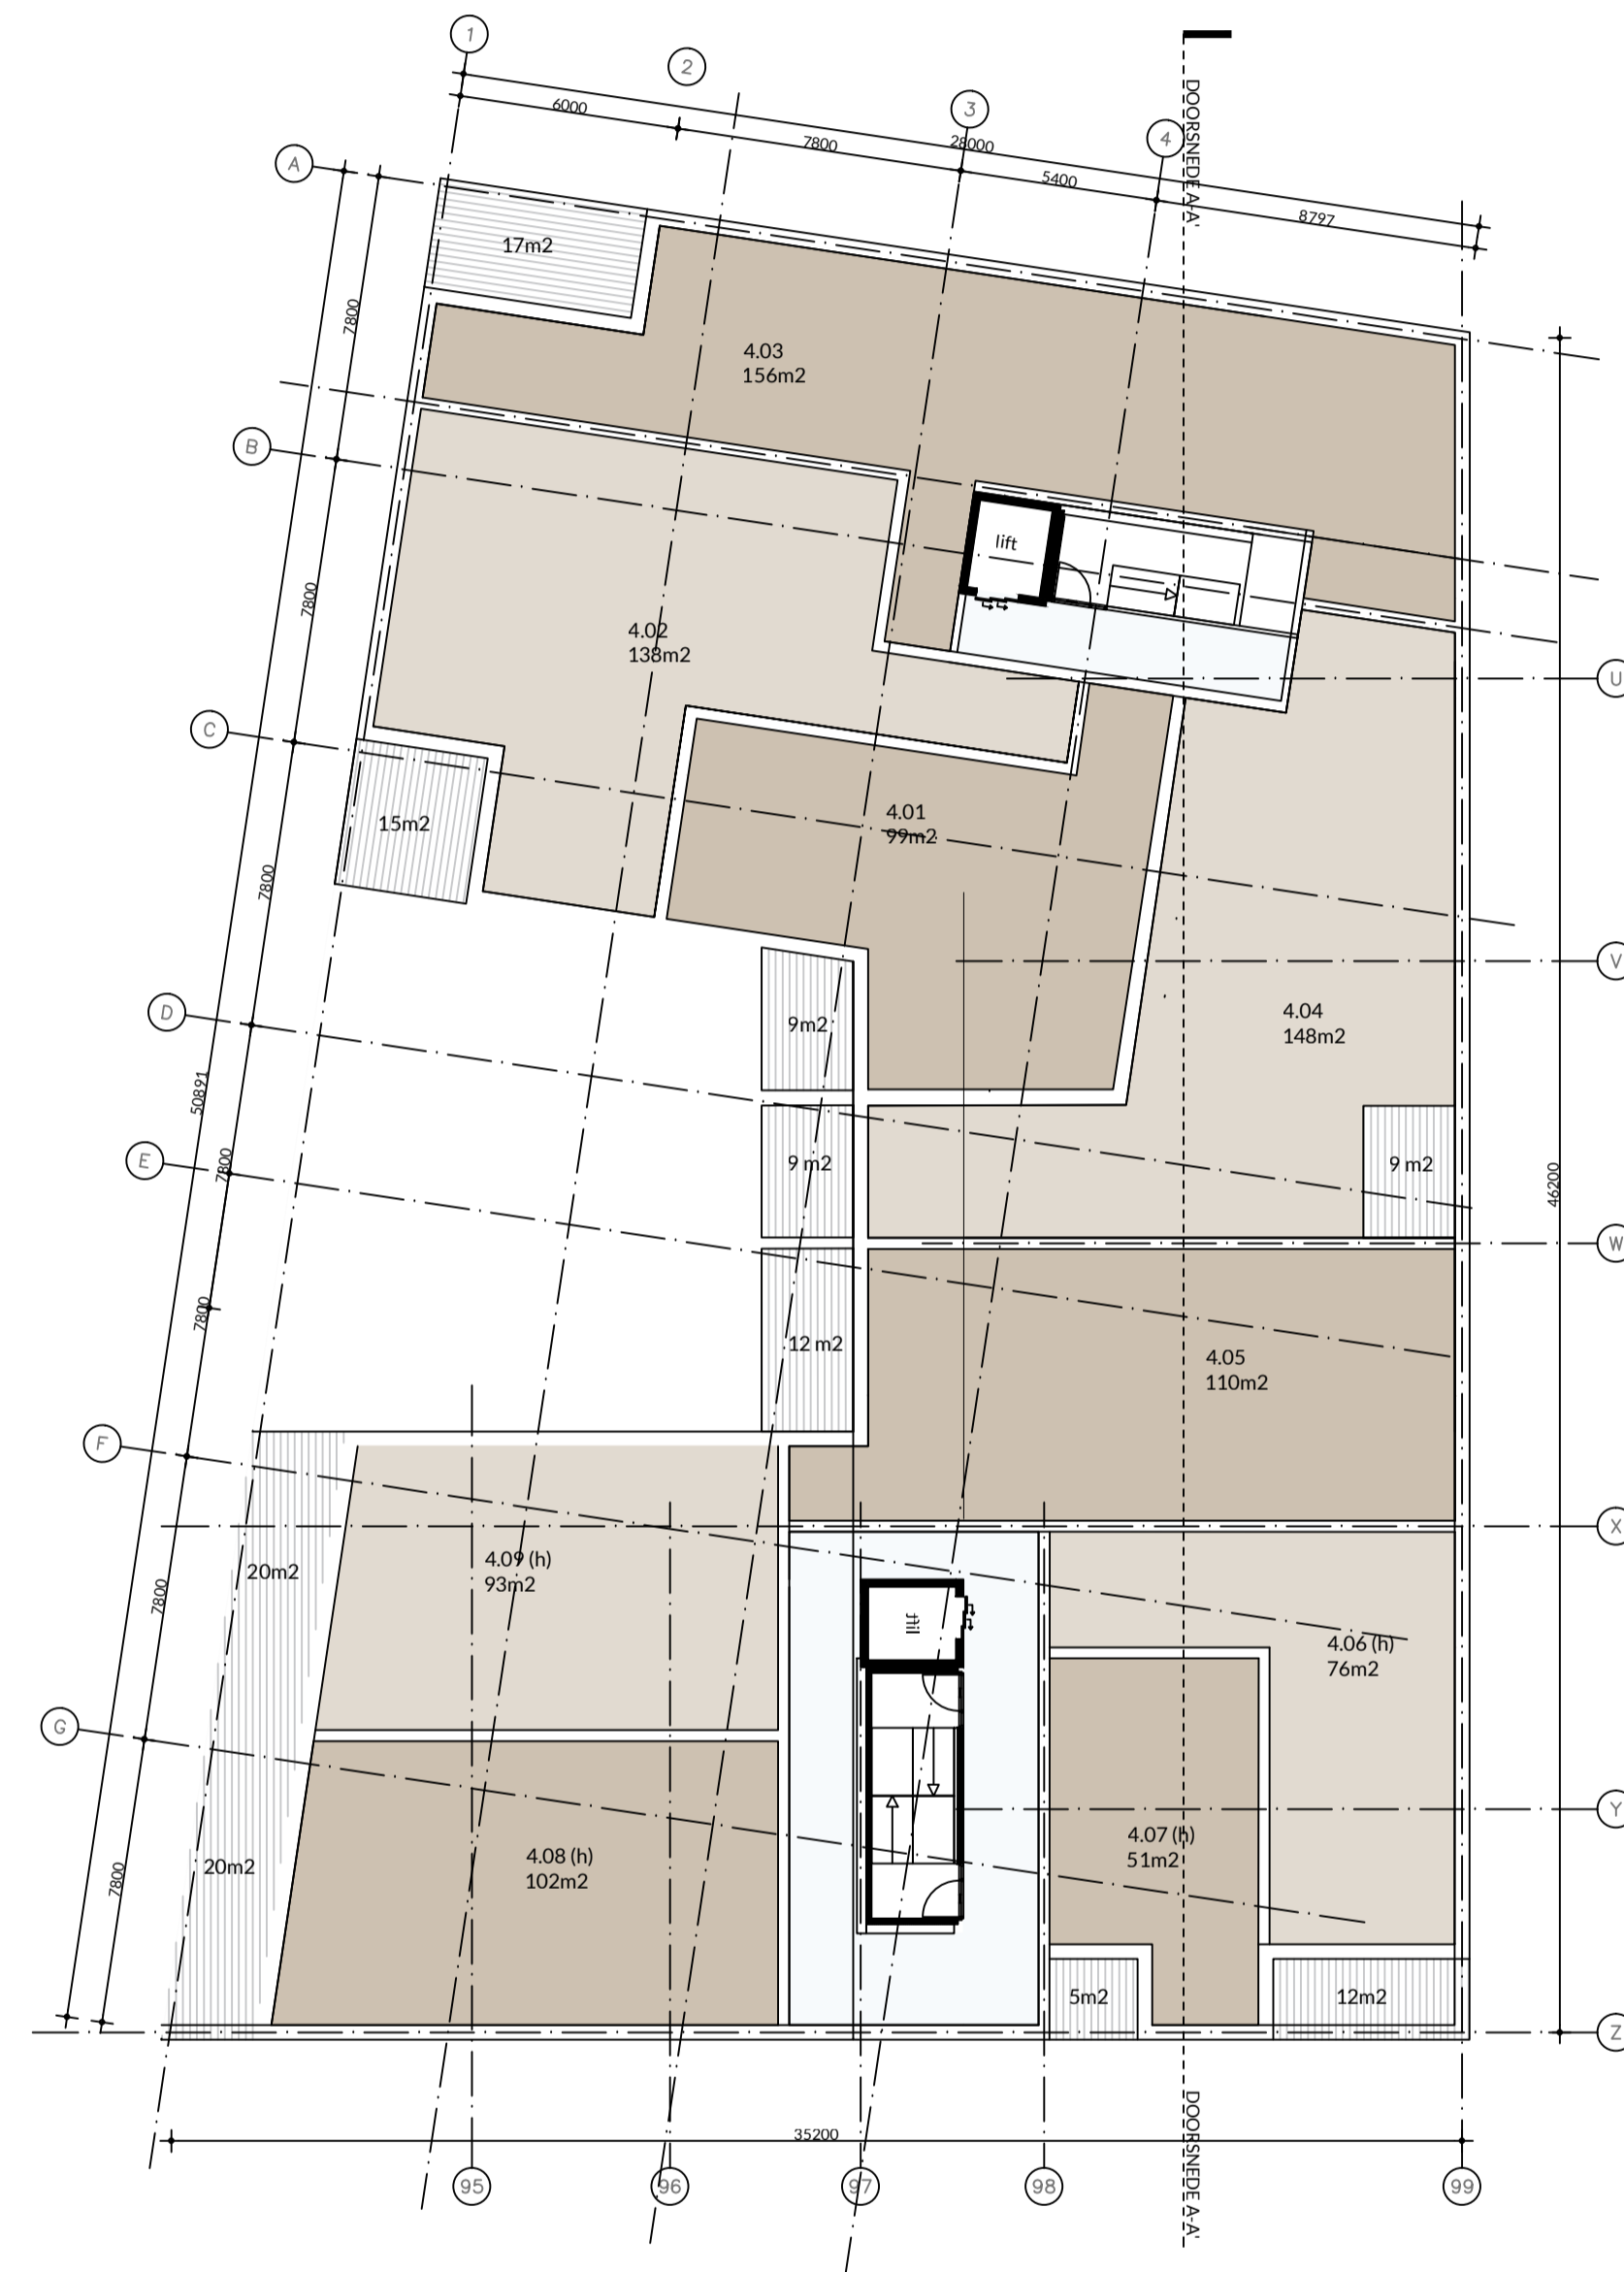 1
2
3
4
DOORSNEDE A-A'
6000
7800
28000
5400
8797
A
17m2
7800
4.03
156m2
B
lift
7800
4.02
138m2
U
C
15m2
4.01
99m2
7800
V
D
9m2
4.04
148m2
50891
E
7800
9 m2
9 m2
46200
W
7800
12 m2
4.05
110m2
F
X
20m2
4.09 (h)
93m2
7800
lift
4.06 (h)
76m2
G
Y
20m2
4.08 (h)
102m2
4.07 (h)
51m2
7800
5m2
12m2
Z
35200
DOORSNEDE A-A'
95
96
97
98
99